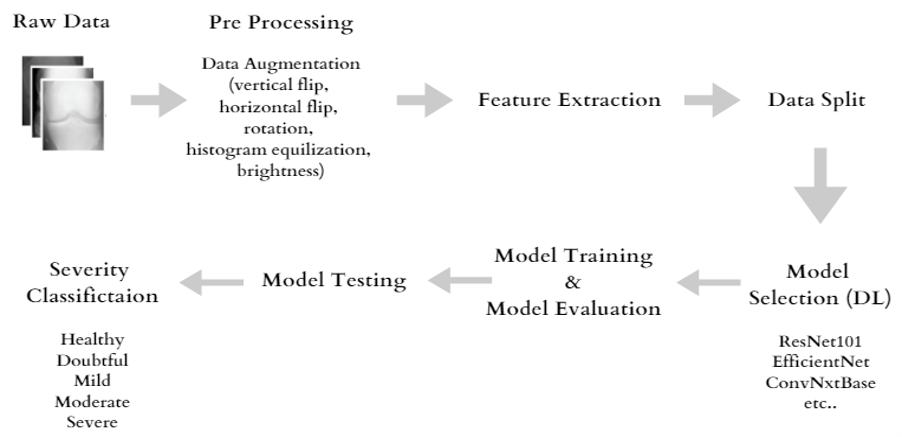 Raw Data
Pre Processing
Data Augmentation
(vertical flip,
horizontal flip,
rotation,
histogram equilization,
brightness)
Feature Extraction
Data Split
Model
Selection (DL)
ResNet101
EfficientNet
ConvNxtBase
etc..
Model Training
&
Model Evaluation
Model Testing
Severity
Classifictaion
Healthy
Doubtful
Mild
Moderate
Severe